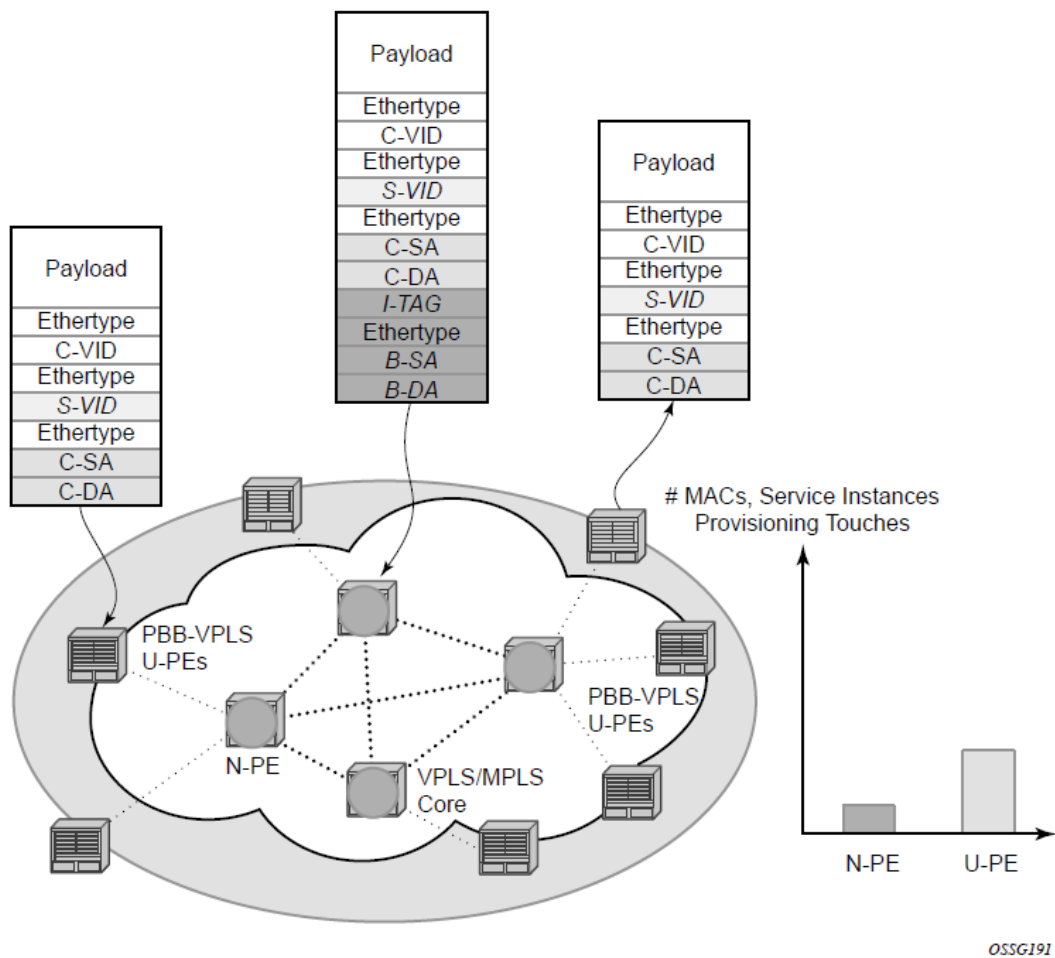 Payload
Ethertype
C-VID
Ethertype
S-VID
Ethertype
C-SA
C-DA
Payload
Ethertype
C-VID
Ethertype
S-VID
Ethertype
C-SA
C-DA
I-TAG
Ethertype
B-SA
B-DA
Payload
Ethertype
C-VID
Ethertype
S-VID
Ethertype
C-SA
C-DA
PBB-VPLS
U-PEs
N-PE
VPLS/MPLS
Core
PBB-VPLS
U-PEs
# MACs, Service Instances
Provisioning Touches
N-PE
U-PE
OSSG191